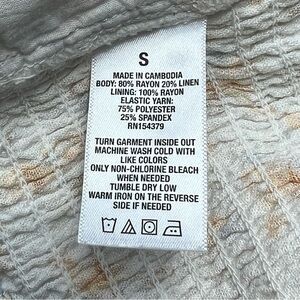 S
MADE IN CAMBODIA
BODY: 80% RAYON 20% LINEN
LINING: 100% RAYON
ELASTIC YARN:
75% POLYESTER
25% SPANDEX
RN154379
TURN GARMENT INSIDE OUT
MACHINE WASH COLD WITH
LIKE COLORS
ONLY NON-CHLORINE BLEACH
WHEN NEEDED
TUMBLE DRY LOW
WARM IRON ON THE REVERSE
SIDE IF NEEDED